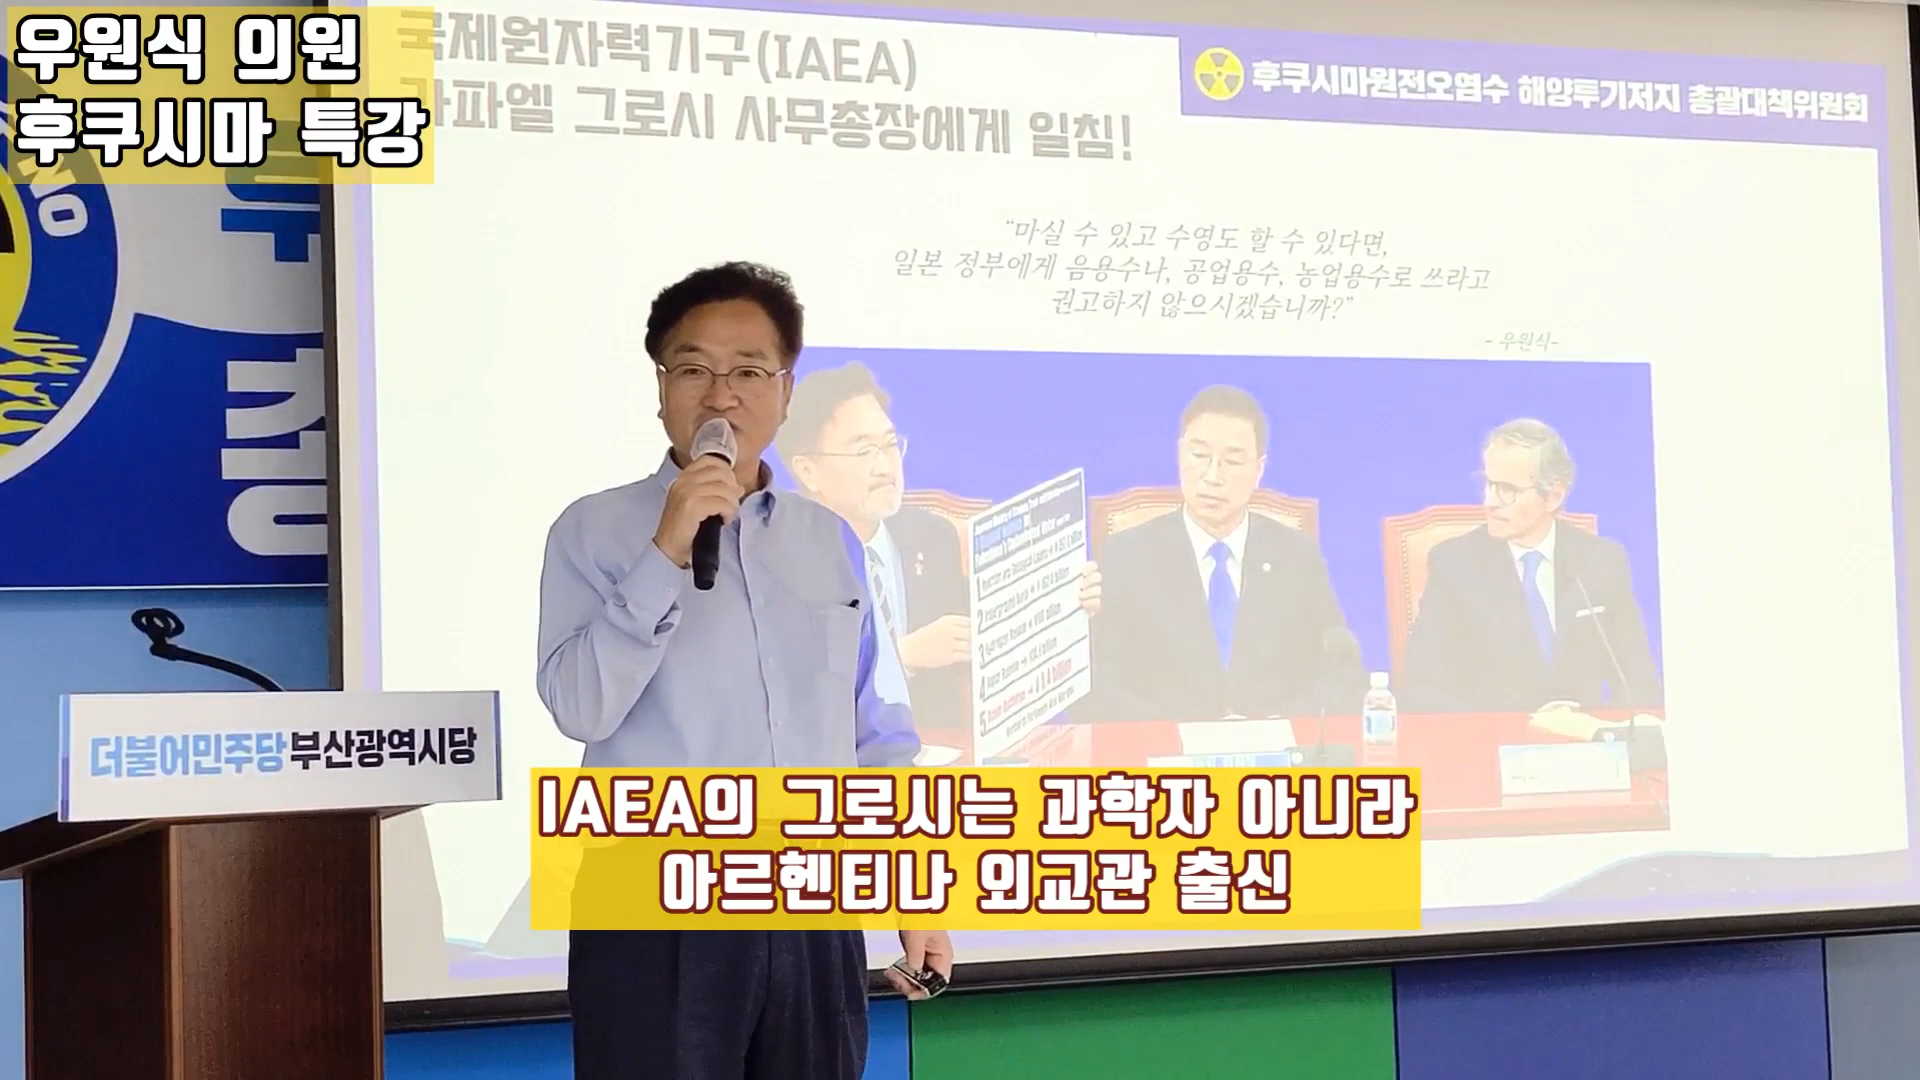 우원식 의원
후쿠시마 특강
국제원자력기구(IAEA)
라파엘 그로시 사무총장에게 일침!
후쿠시마원전오염수 해양투기저지 총괄대책위원회
“마실 수 있고 수영도 할 수 있다면,
일본 정부에게 음용수나, 공업용수, 농업용수로 쓰라고
권고하지 않으시겠습니까?”
- 우원식-
NO
총
더불어민주당 부산광역시당
IAEA의 그로시는 과학자 아니라
아르헨티나 외교관 출신